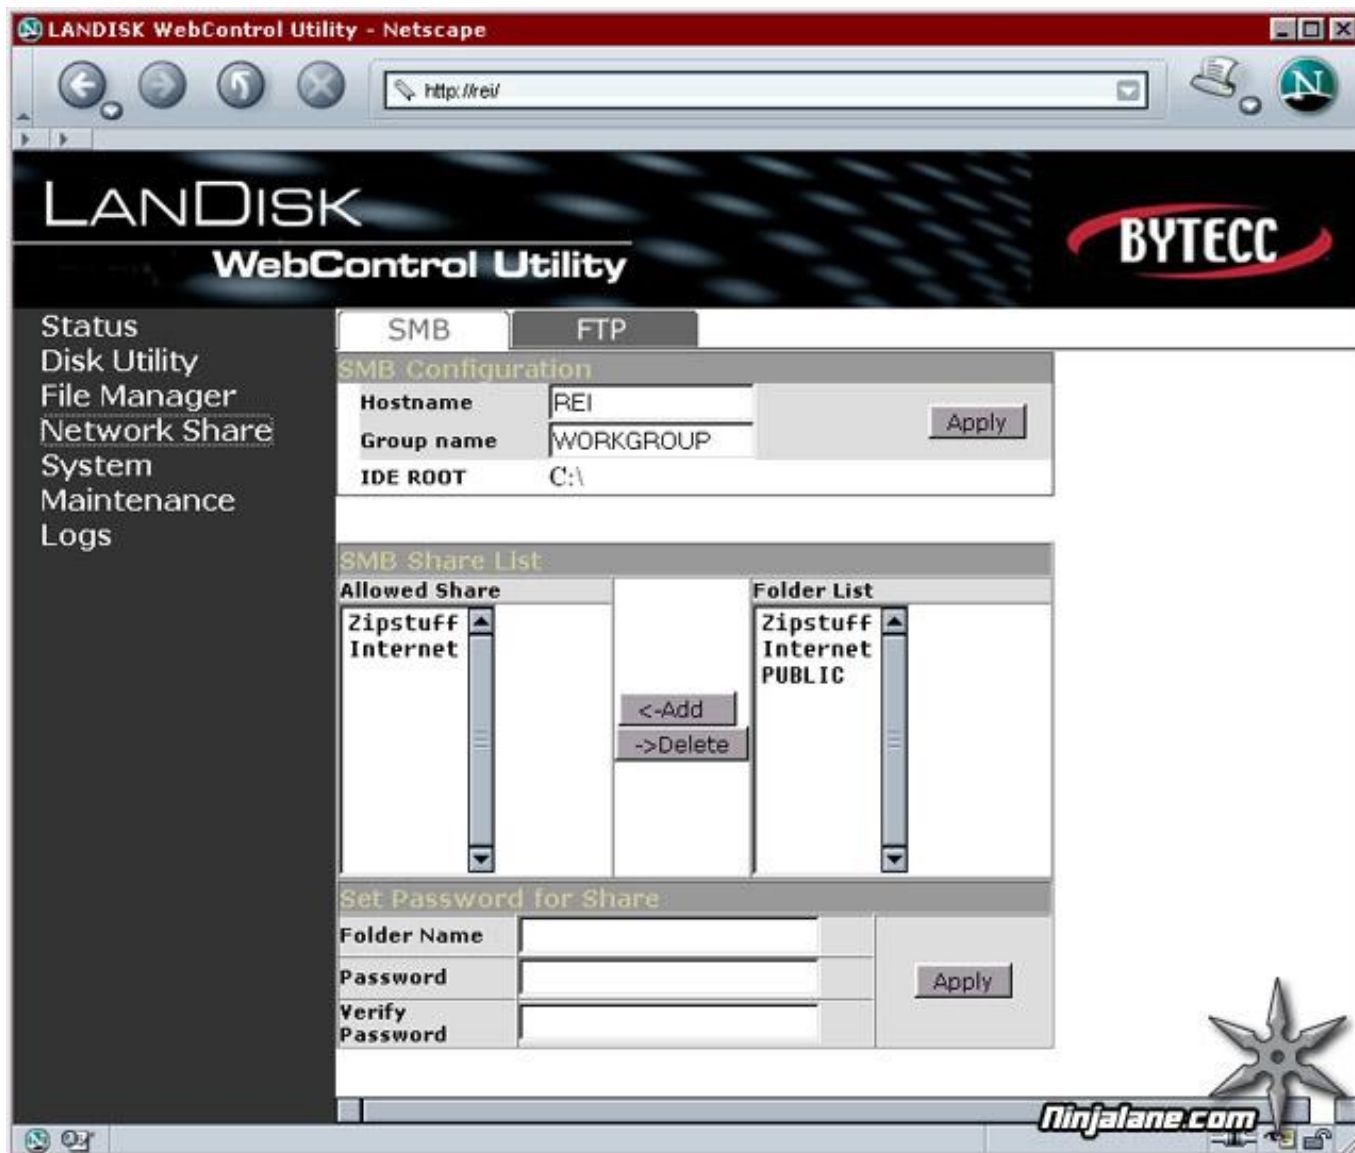 LANDISK WebControl Utility - Netscape
http://rei/
N
LANDISK
WebControl Utility
BYTECC
Status
Disk Utility
File Manager
Network Share
System
Maintenance
Logs
SMB FTP
SMB Configuration
Hostname REI
Group name WORKGROUP
Apply
IDE ROOT C:\
SMB Share List
Allowed Share
Zipstuff
Internet
<-Add
->Delete
Folder List
Zipstuff
Internet
PUBLIC
Set Password for Share
Folder Name
Password
Verify
Password
Apply
Ninjalane.com